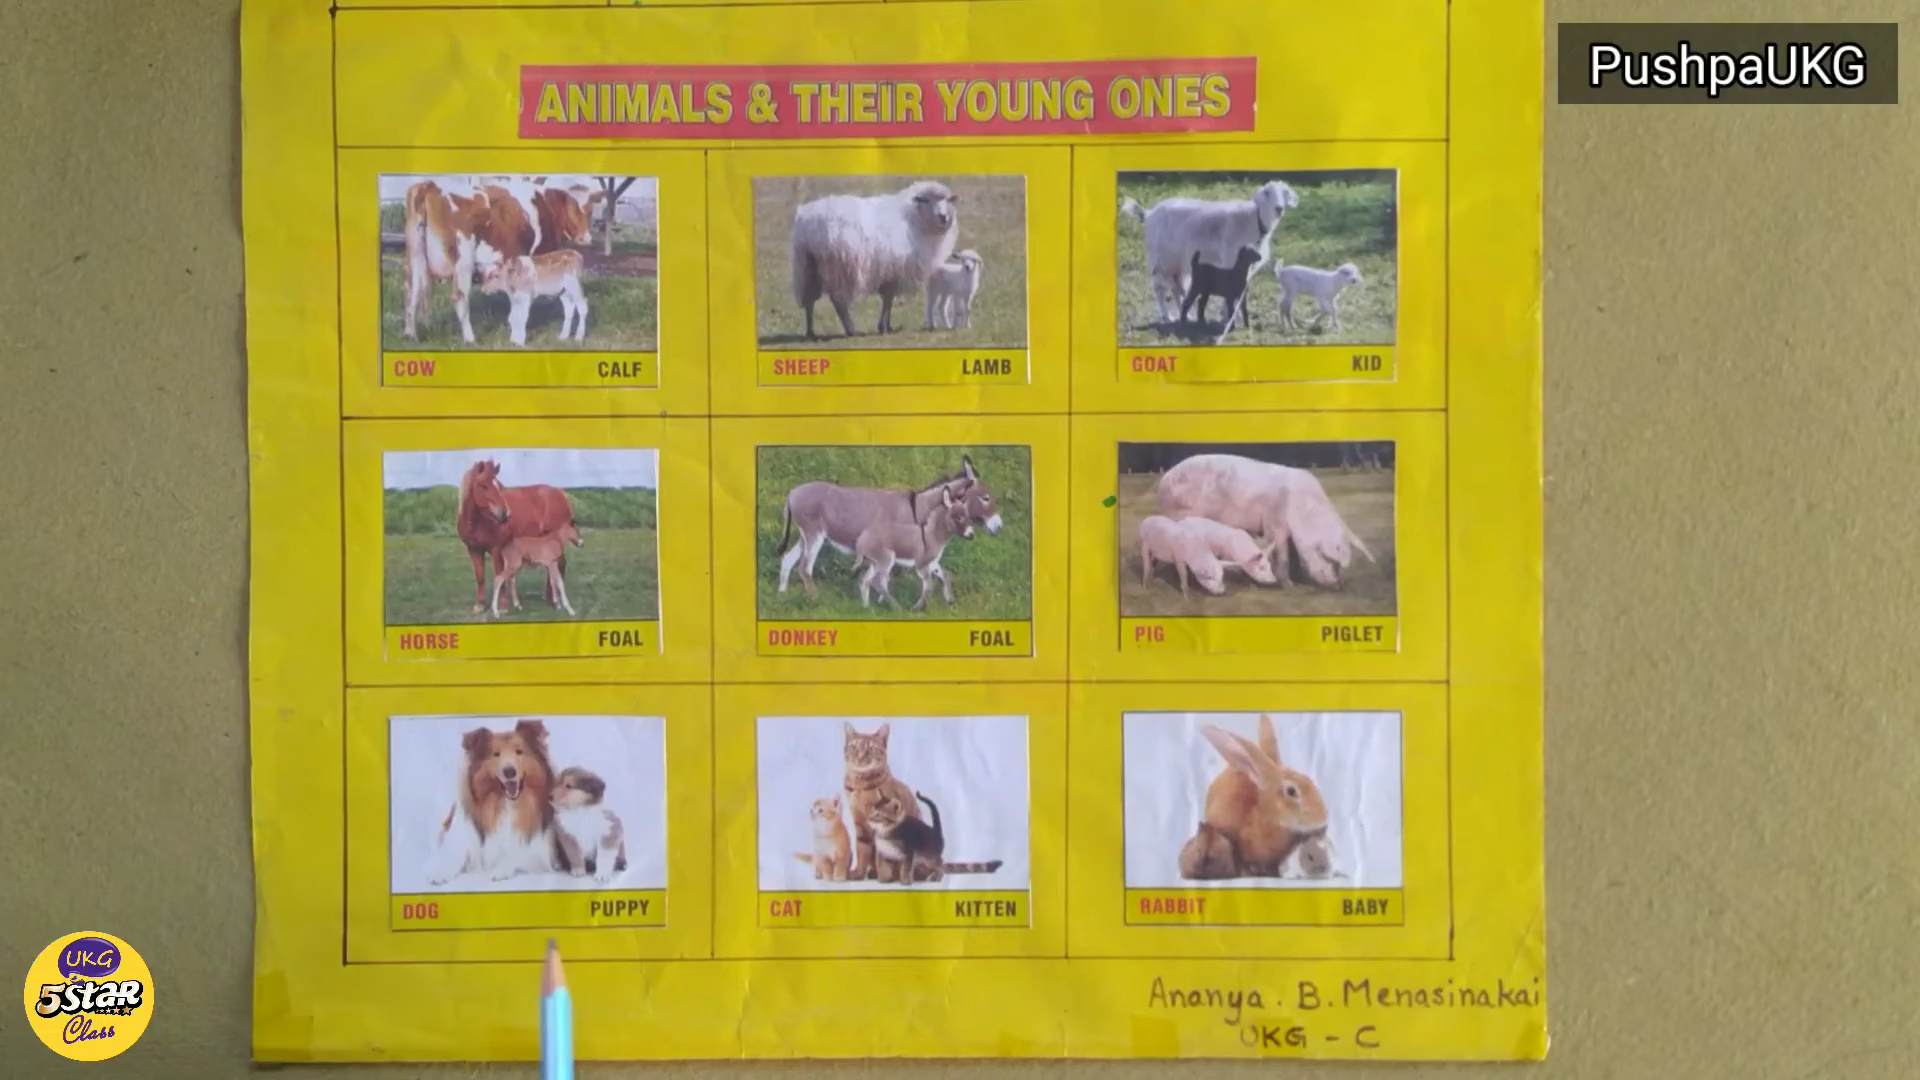 PushpaUKG
ANIMALS & THEIR YOUNG ONES
COW CALF
SHEEP LAMB
GOAT KID
HORSE FOAL
DONKEY FOAL
PIG PIGLET
DOG PUPPY
CAT KITTEN
RABBIT BABY
Ananya. B. Menasinakai
UKG - C
UKG
5Star
Class